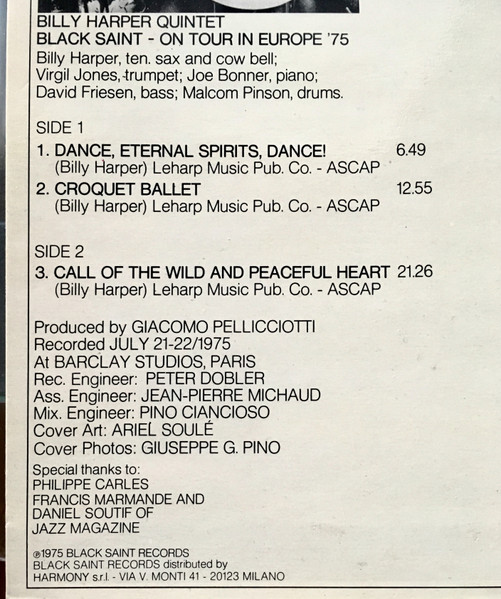 BILLY HARPER QUINTET
BLACK SAINT - ON TOUR IN EUROPE '75
Billy Harper, ten. sax and cow bell;
Virgil Jones, trumpet; Joe Bonner, piano;
David Friesen, bass; Malcom Pinson, drums.
SIDE 1
1. DANCE, ETERNAL SPIRITS, DANCE! 6.49
(Billy Harper) Leharp Music Pub. Co. - ASCAP
2. CROQUET BALLET 12.55
(Billy Harper) Leharp Music Pub. Co. - ASCAP
SIDE 2
3. CALL OF THE WILD AND PEACEFUL HEART 21.26
(Billy Harper) Leharp Music Pub. Co. - ASCAP
Produced by GIACOMO PELLICCIOTTI
Recorded JULY 21-22/1975
At BARCLAY STUDIOS, PARIS
Rec. Engineer: PETER DOBLER
Ass. Engineer: JEAN-PIERRE MICHAUD
Mix. Engineer: PINO CIANCIOSO
Cover Art: ARIEL SOULÉ
Cover Photos: GIUSEPPE G. PINO
Special thanks to:
PHILIPPE CARLES
FRANCIS MARMANDE AND
DANIEL SOUTIF OF
JAZZ MAGAZINE
℗1975 BLACK SAINT RECORDS
BLACK SAINT RECORDS distributed by
HARMONY s.r.l. - VIA V. MONTI 41 - 20123 MILANO